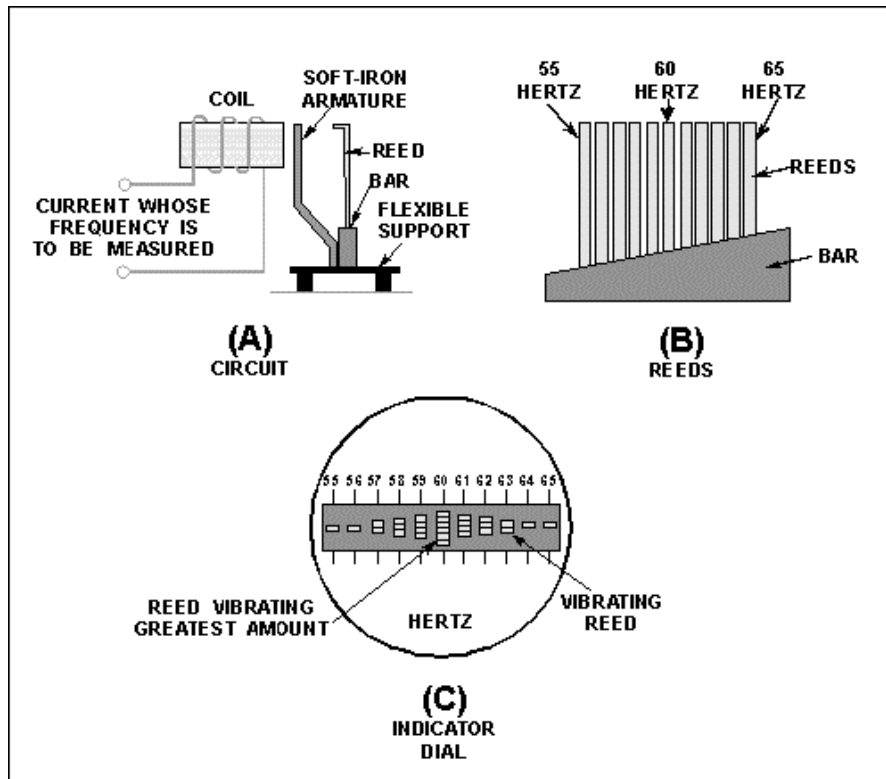 COIL
SOFT-IRON
ARMATURE
REED
BAR
FLEXIBLE
SUPPORT
CURRENT WHOSE
FREQUENCY IS
TO BE MEASURED
(A)
CIRCUIT
55
HERTZ
60
HERTZ
65
HERTZ
REEDS
BAR
(B)
REEDS
55 56 57 58 59 60 61 62 63 64 65
REED VIBRATING
GREATEST AMOUNT
HERTZ
VIBRATING
REED
(C)
INDICATOR
DIAL